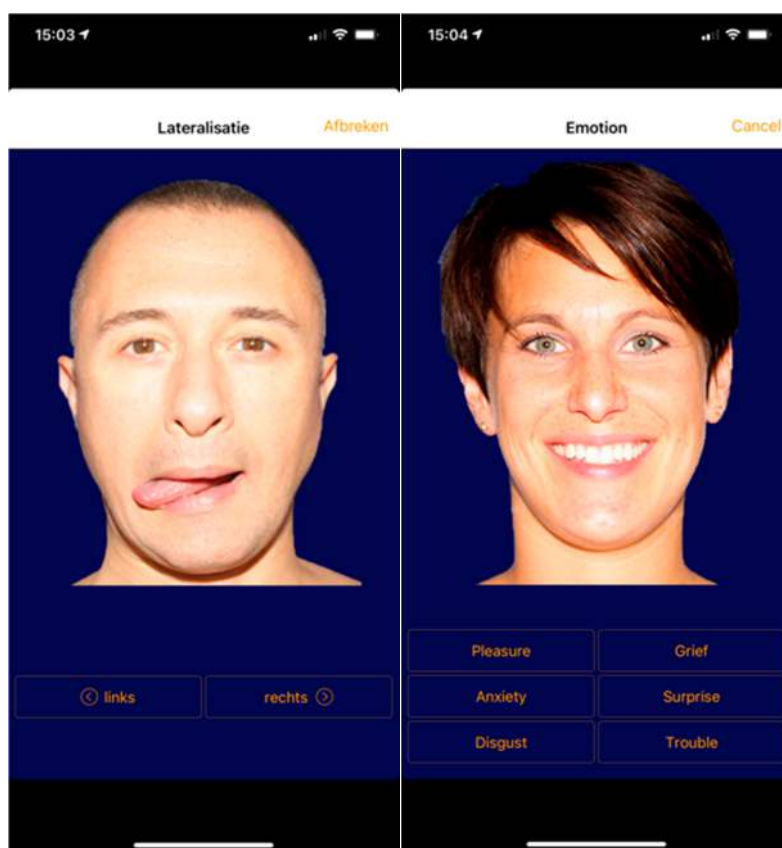 15:03
Lateralisatie Afbreken
links rechts
15:04
Emotion Cancel
Pleasure Grief
Anxiety Surprise
Disgust Trouble